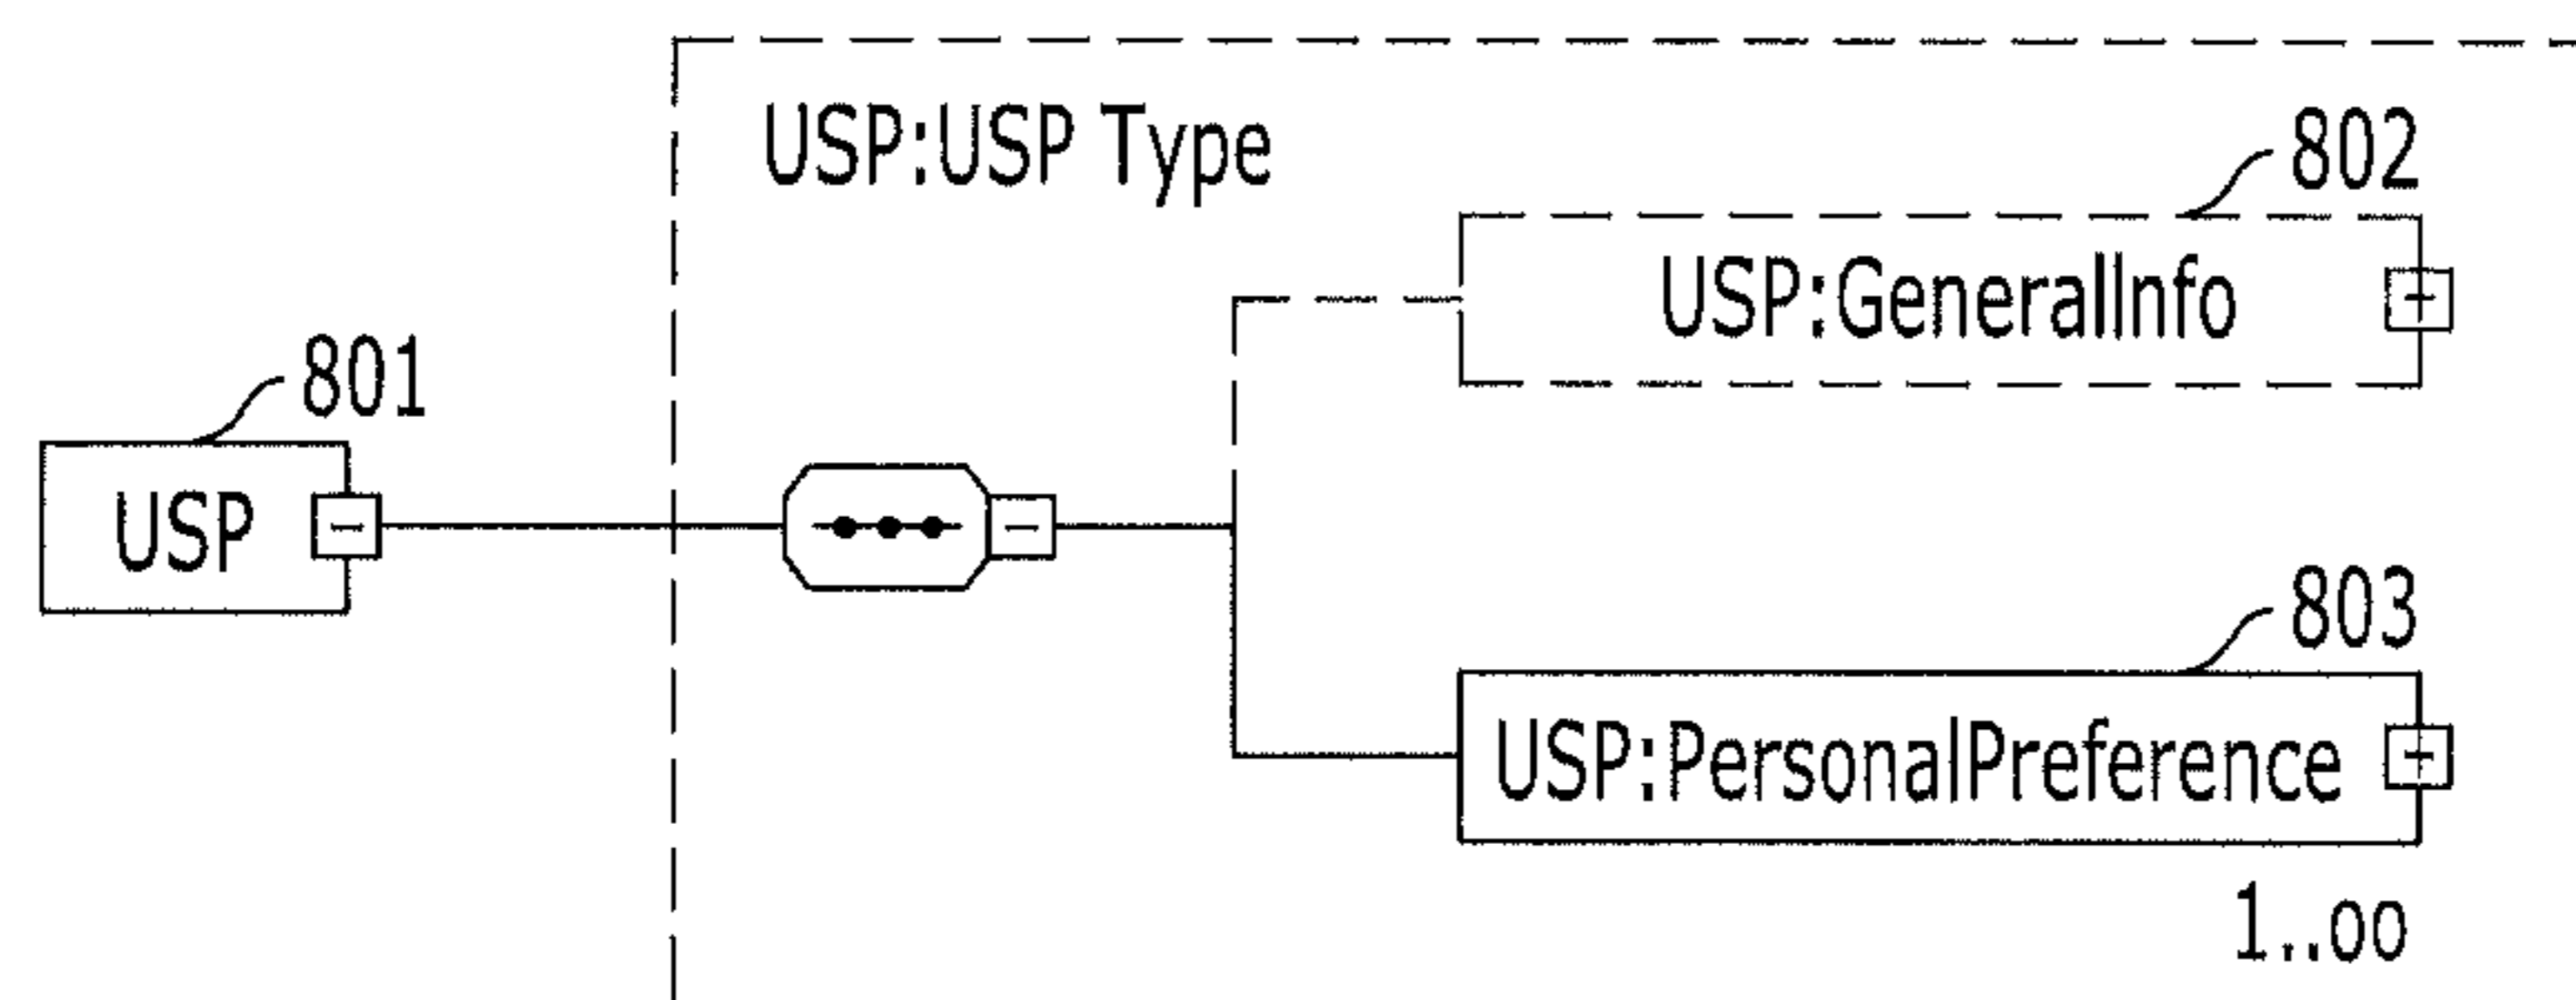 USP:USP Type
802
USP:GeneralInfo
801
USP
803
USP:PersonalPreference
1..oo